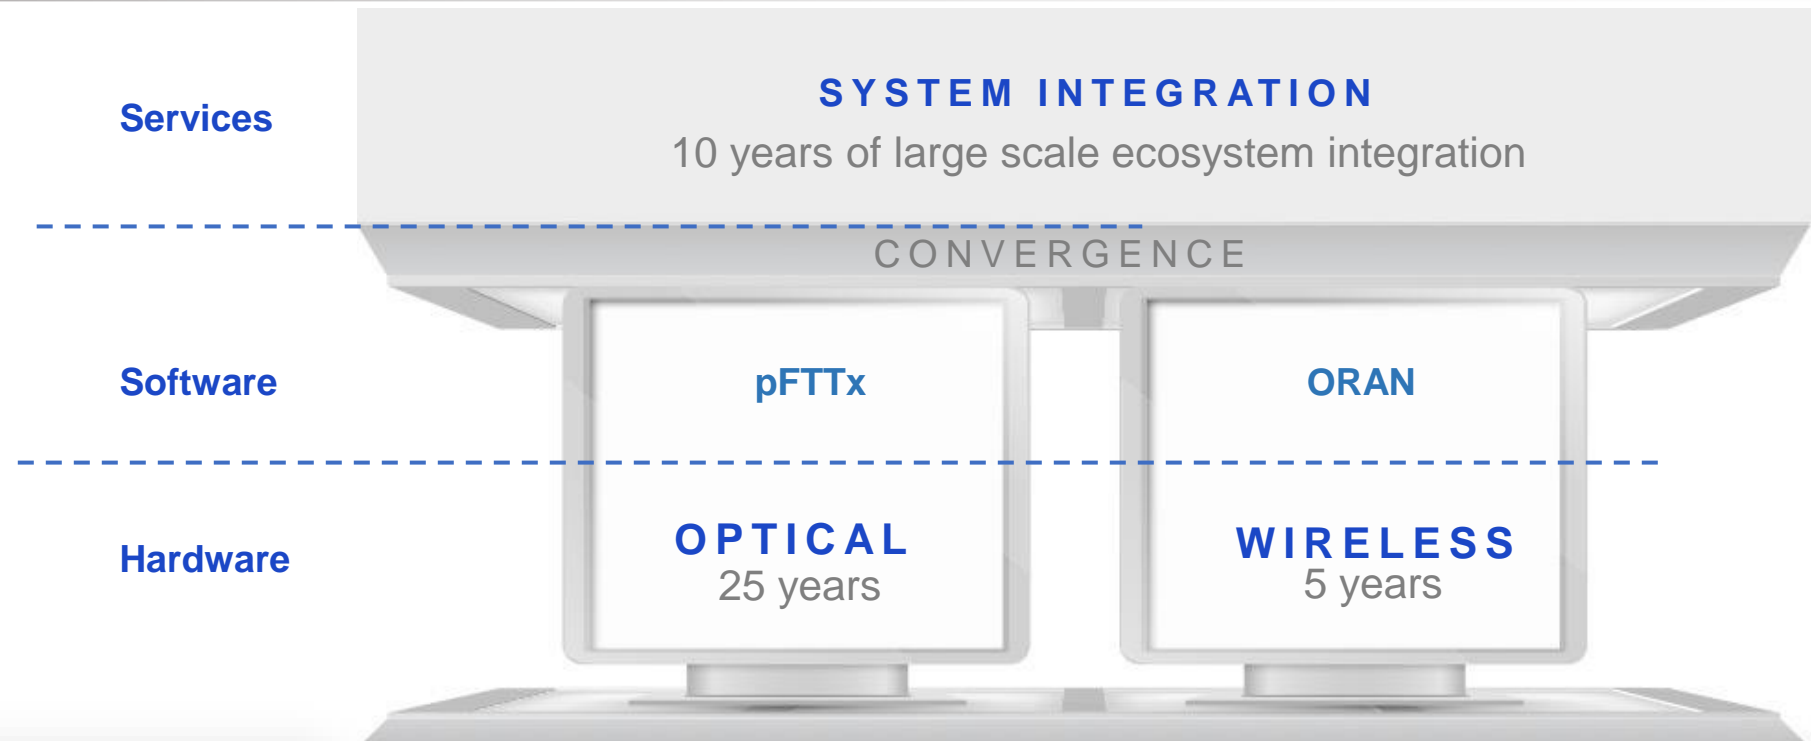 Services
SYSTEM INTEGRATION
10 years of large scale ecosystem integration
CONVERGENCE
Software
pFTTx
ORAN
Hardware
OPTICAL
25 years
WIRELESS
5 years